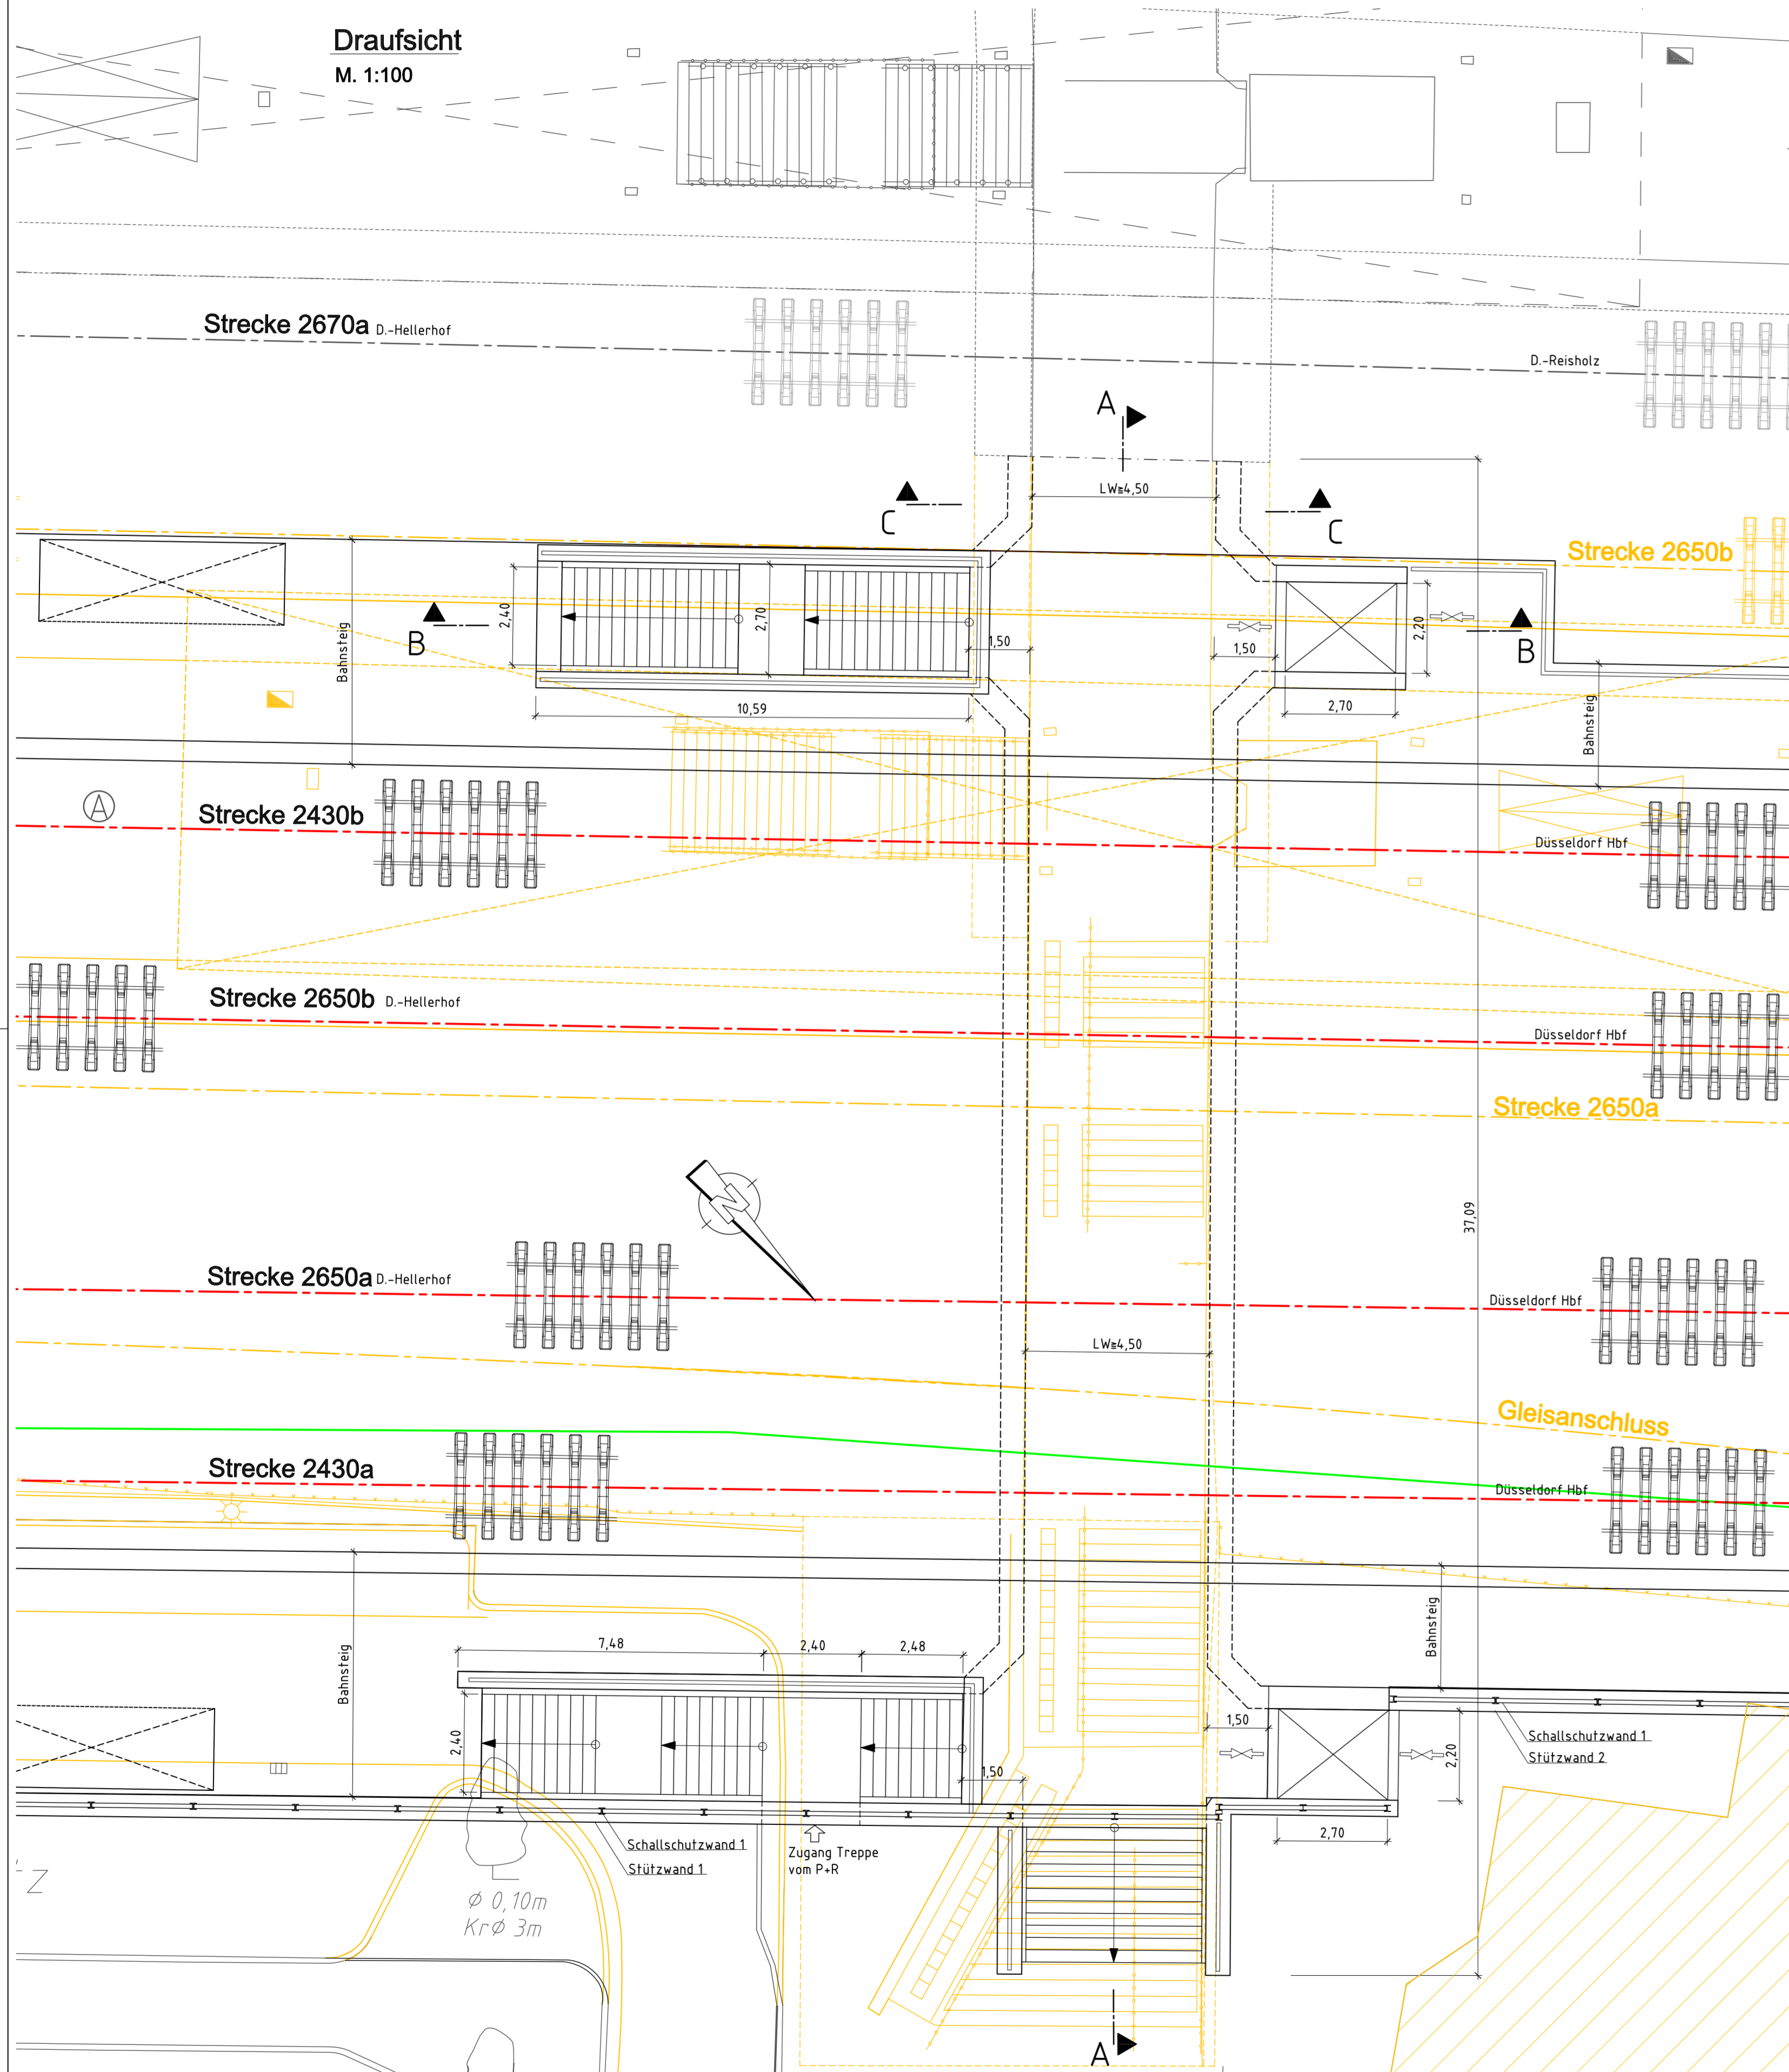 Draufsicht
M. 1:100
Strecke 2670a D.-Hellerhof
D.-Reisholz
A
LW≅4,50
C
C
Strecke 2650b
2,40
2,70
B
1,50
1,50
2,20
B
Bahnsteig
10,59
2,70
Bahnsteig
A
Strecke 2430b
Düsseldorf Hbf
Strecke 2650b D.-Hellerhof
Düsseldorf Hbf
Strecke 2650a
N
37,09
Strecke 2650a D.-Hellerhof
Düsseldorf Hbf
LW≅4,50
Gleisanschluss
Strecke 2430a
Düsseldorf Hbf
Bahnsteig
7,48
2,40
2,48
Bahnsteig
2,40
1,50
1,50
2,20
Schallschutzwand 1
Stützwand 2
2,70
Schallschutzwand 1
Stützwand 1
Zugang Treppe
vom P+R
Z
Φ 0,10m
KrΦ 3m
A